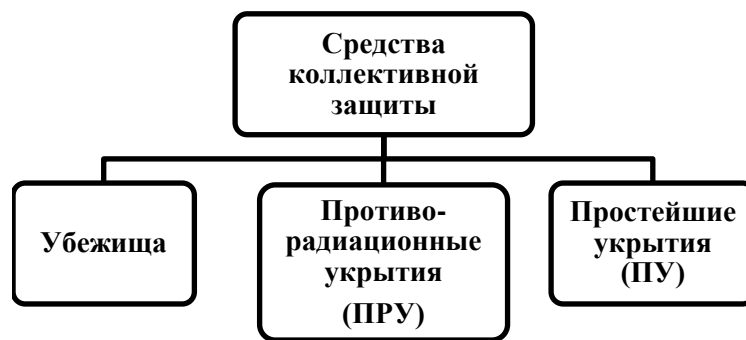 Средства
коллективной
защиты
Убежища
Противо-
радиационные
укрытия
(ПРУ)
Простейшие
укрытия
(ПУ)